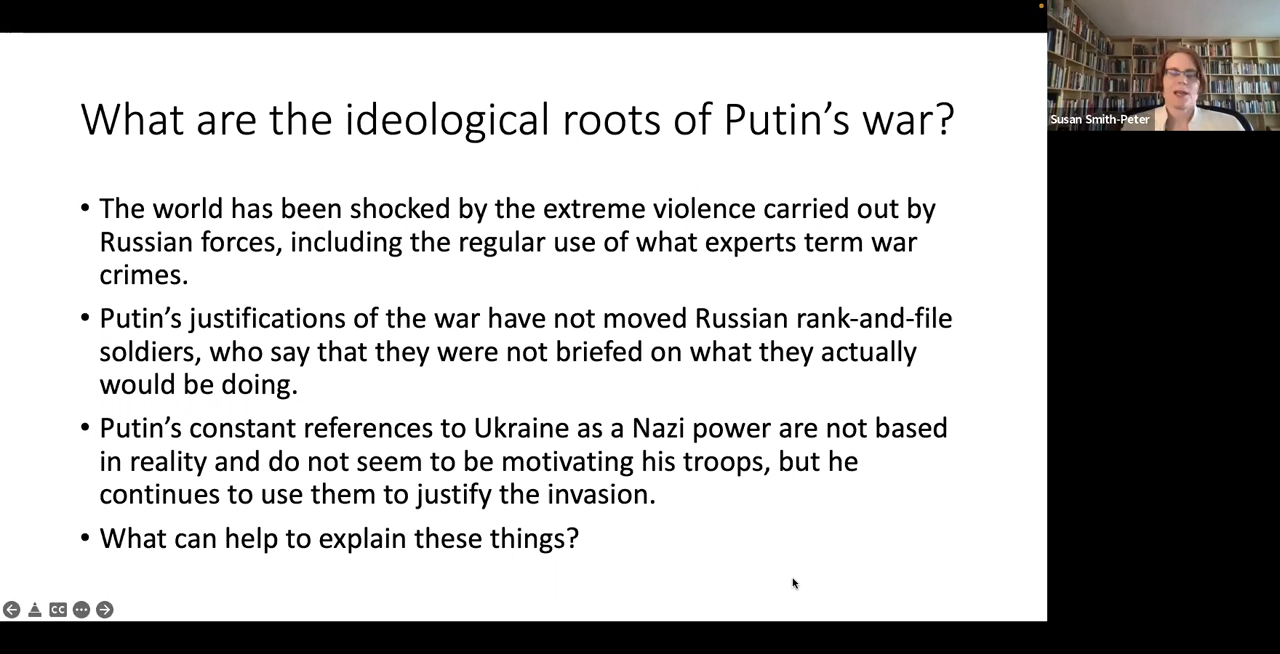 What are the ideological roots of Putin’s war?
• The world has been shocked by the extreme violence carried out by
Russian forces, including the regular use of what experts term war
crimes.
• Putin’s justifications of the war have not moved Russian rank-and-file
soldiers, who say that they were not briefed on what they actually
would be doing.
• Putin’s constant references to Ukraine as a Nazi power are not based
in reality and do not seem to be motivating his troops, but he
continues to use them to justify the invasion.
• What can help to explain these things?
CC
Susan Smith-Peter